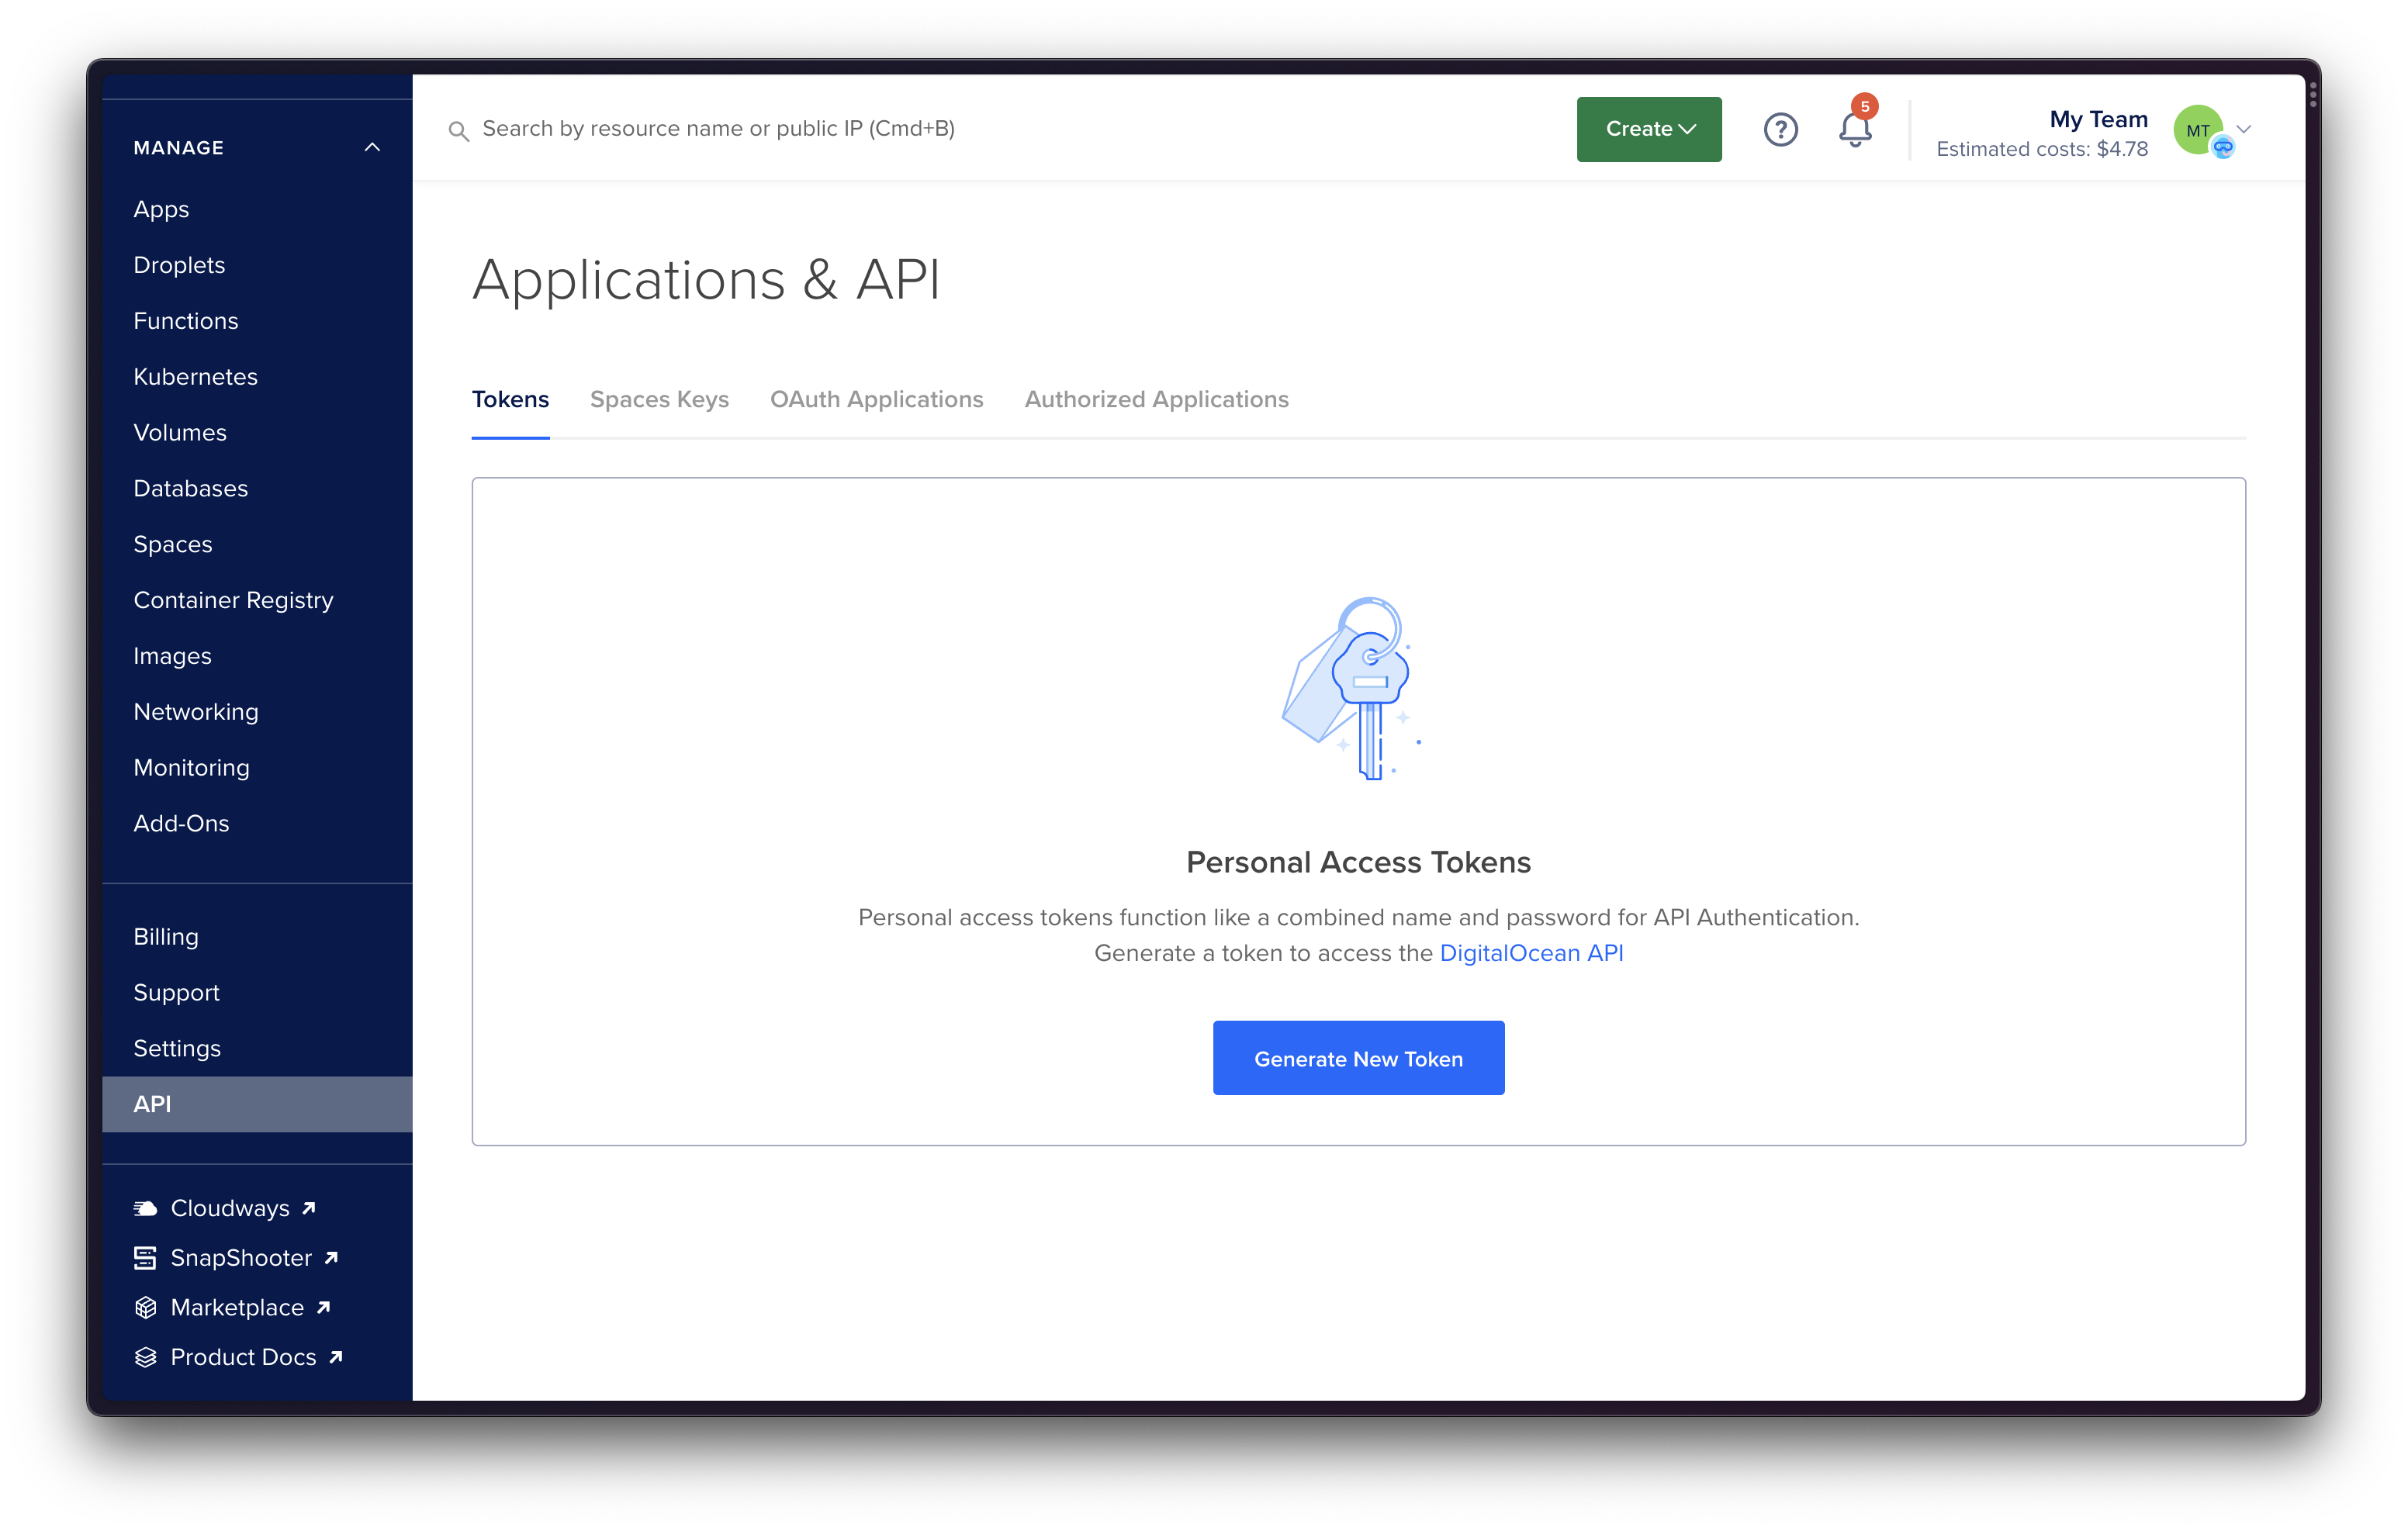 MANAGE
Apps
Droplets
Functions
Kubernetes
Volumes
Databases
Spaces
Container Registry
Images
Networking
Monitoring
Add-Ons
Billing
Support
Settings
API
Cloudways
SnapShooter
Marketplace
Product Docs
Search by resource name or public IP (Cmd+B)
Create
5
My Team
Estimated costs: $4.78
MT
Applications & API
Tokens Spaces Keys OAuth Applications Authorized Applications
Personal Access Tokens
Personal access tokens function like a combined name and password for API Authentication.
Generate a token to access the DigitalOcean API
Generate New Token